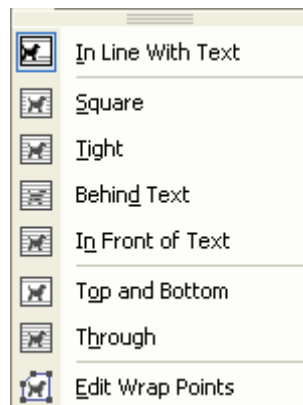 In Line With Text
Square
Tight
Behind Text
In Front of Text
Top and Bottom
Through
Edit Wrap Points